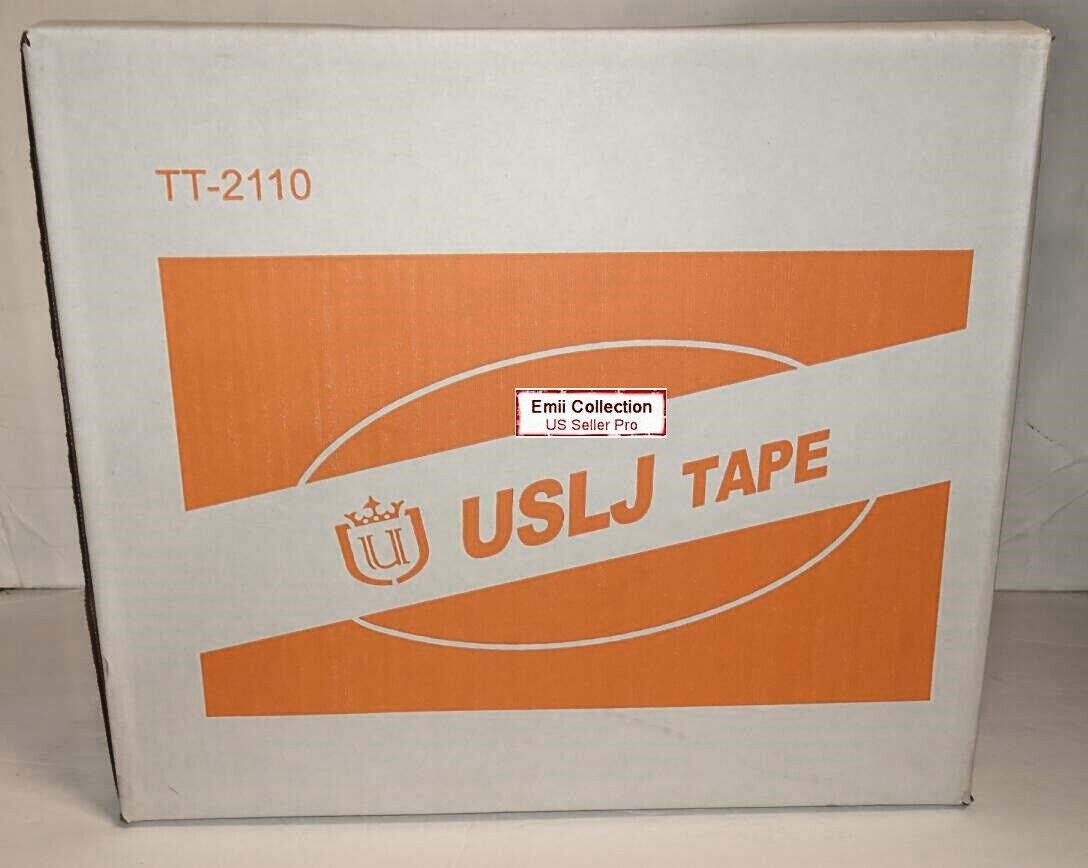 TT-2110
Emii Collection
US Seller Pro
U USLJ TAPE